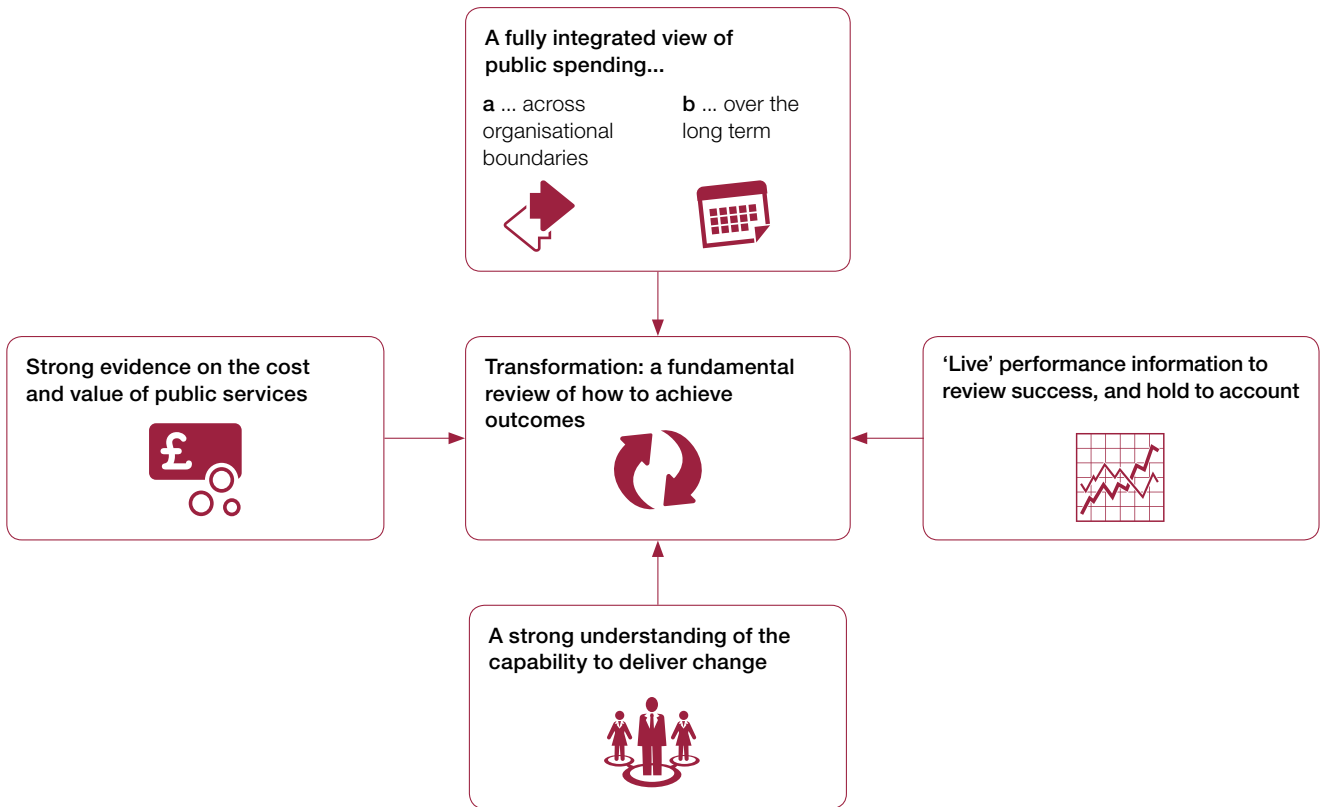 A fully integrated view of
public spending...
a ... across
organisational
boundaries
b ... over the
long term
Strong evidence on the cost
and value of public services
£
Transformation: a fundamental
review of how to achieve
outcomes
‘Live’ performance information to
review success, and hold to account
A strong understanding of the
capability to deliver change